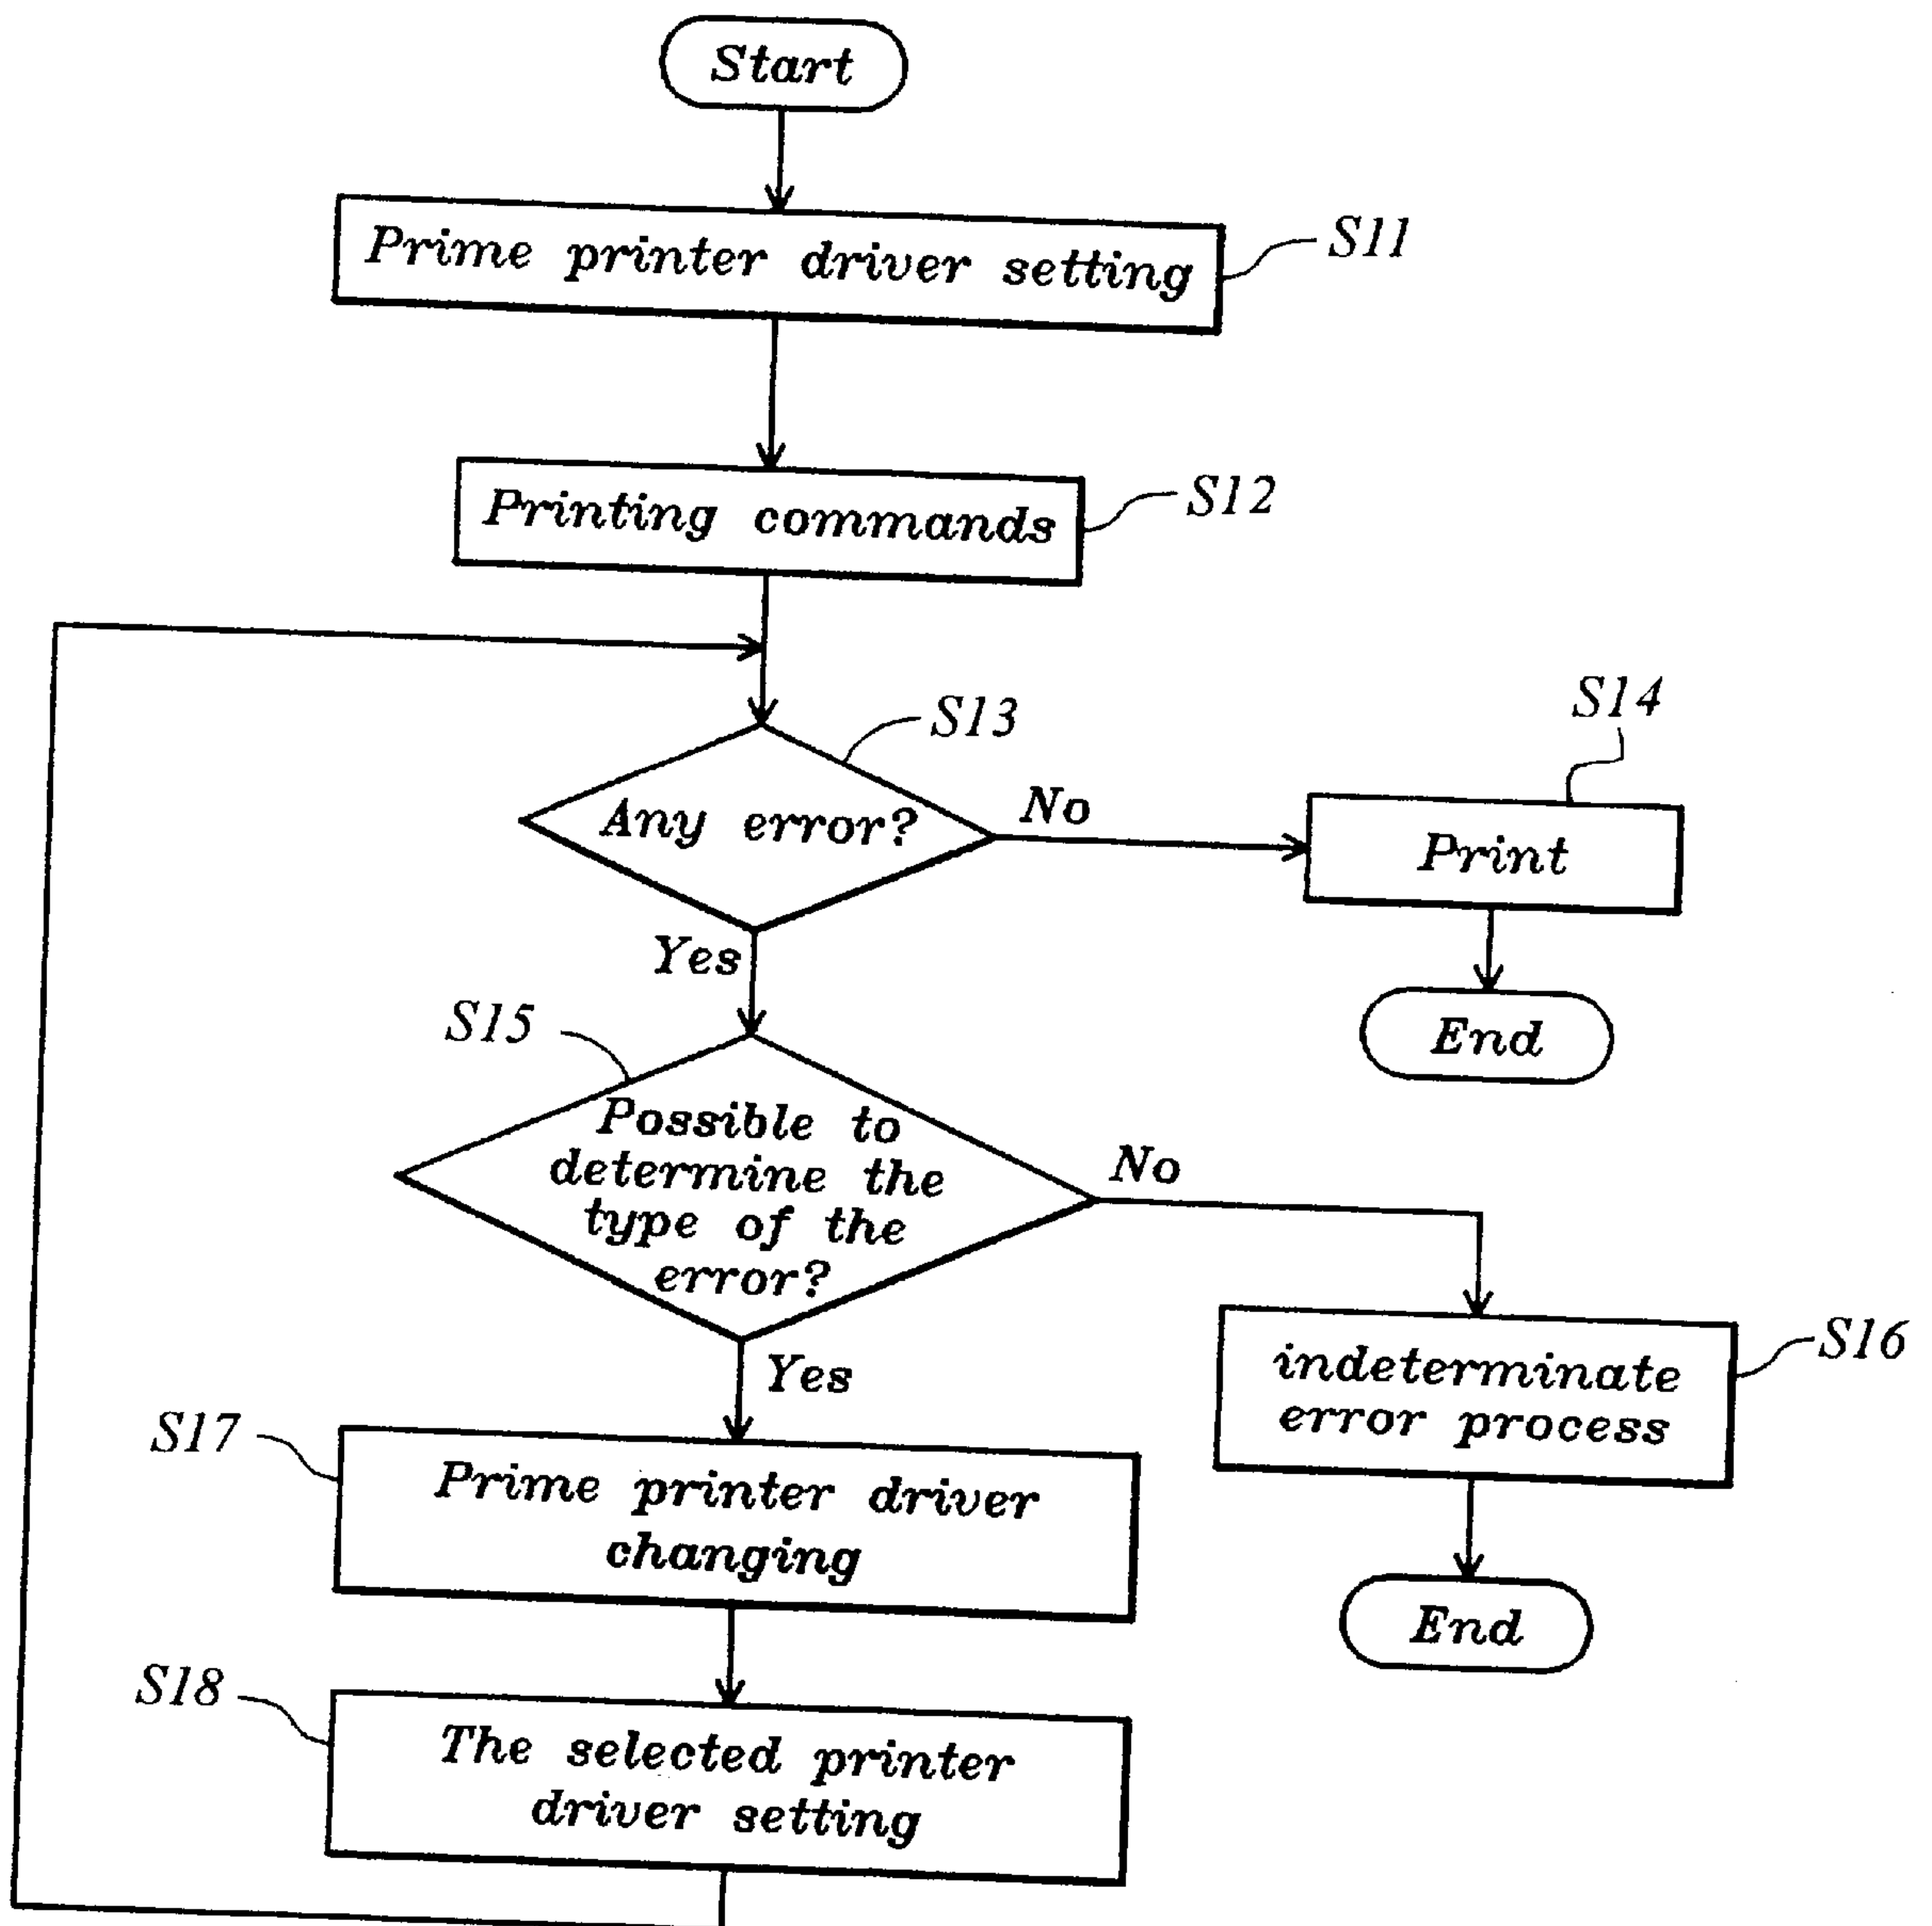 Start
Prime printer driver setting
S11
Printing commands
S12
S13
S14
Any error?
No
Print
Yes
End
S15
Possible to
determine the
type of the
error?
No
Yes
S16
indeterminate
error process
S17
Prime printer driver
changing
End
S18
The selected printer
driver setting